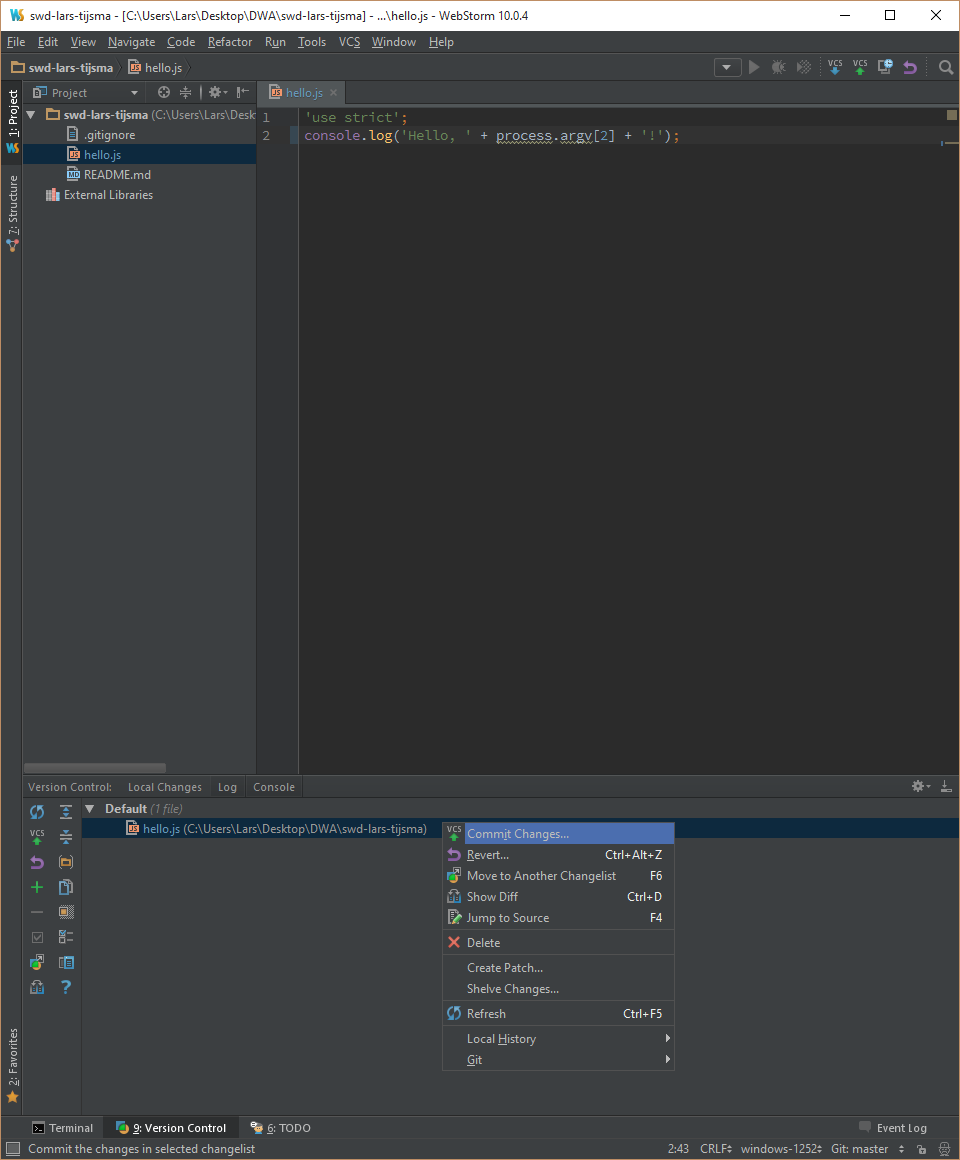 swd-lars-tijsma - [C:\Users\Lars\Desktop\DWA\swd-lars-tijsma] - ...\hello.js - WebStorm 10.0.4
File Edit View Navigate Code Refactor Run Tools VCS Window Help
swd-lars-tijsma hello.js VCS VCS
1: Project
7: Structure
2: Favorites
Project
hello.js
swd-lars-tijsma (C:\Users\Lars\Desk
.gitignore
hello.js
README.md
External Libraries
1 'use strict';
2 console.log('Hello, ' + process.argv[2] + '!');
Version Control: Local Changes Log Console
Default (1 file)
hello.js (C:\Users\Lars\Desktop\DWA\swd-lars-tijsma)
VCS
VCS Commit Changes...
Revert... Ctrl+Alt+Z
Move to Another Changelist F6
Show Diff Ctrl+D
Jump to Source F4
Delete
Create Patch...
Shelve Changes...
Refresh Ctrl+F5
Local History
Git
Terminal 9: Version Control 6: TODO Event Log
Commit the changes in selected changelist 2:43 CRLF windows-1252 Git: master